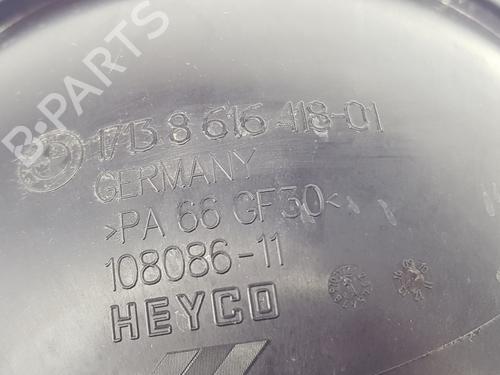 B-PARTS
1713 8 616 418-01
GERMANY
>PA 66 GF30<
108086-11
HEYCO